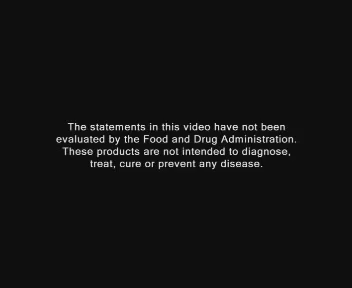 The statements in this video have not been
evaluated by the Food and Drug Administration.
These products are not intended to diagnose,
treat, cure or prevent any disease.